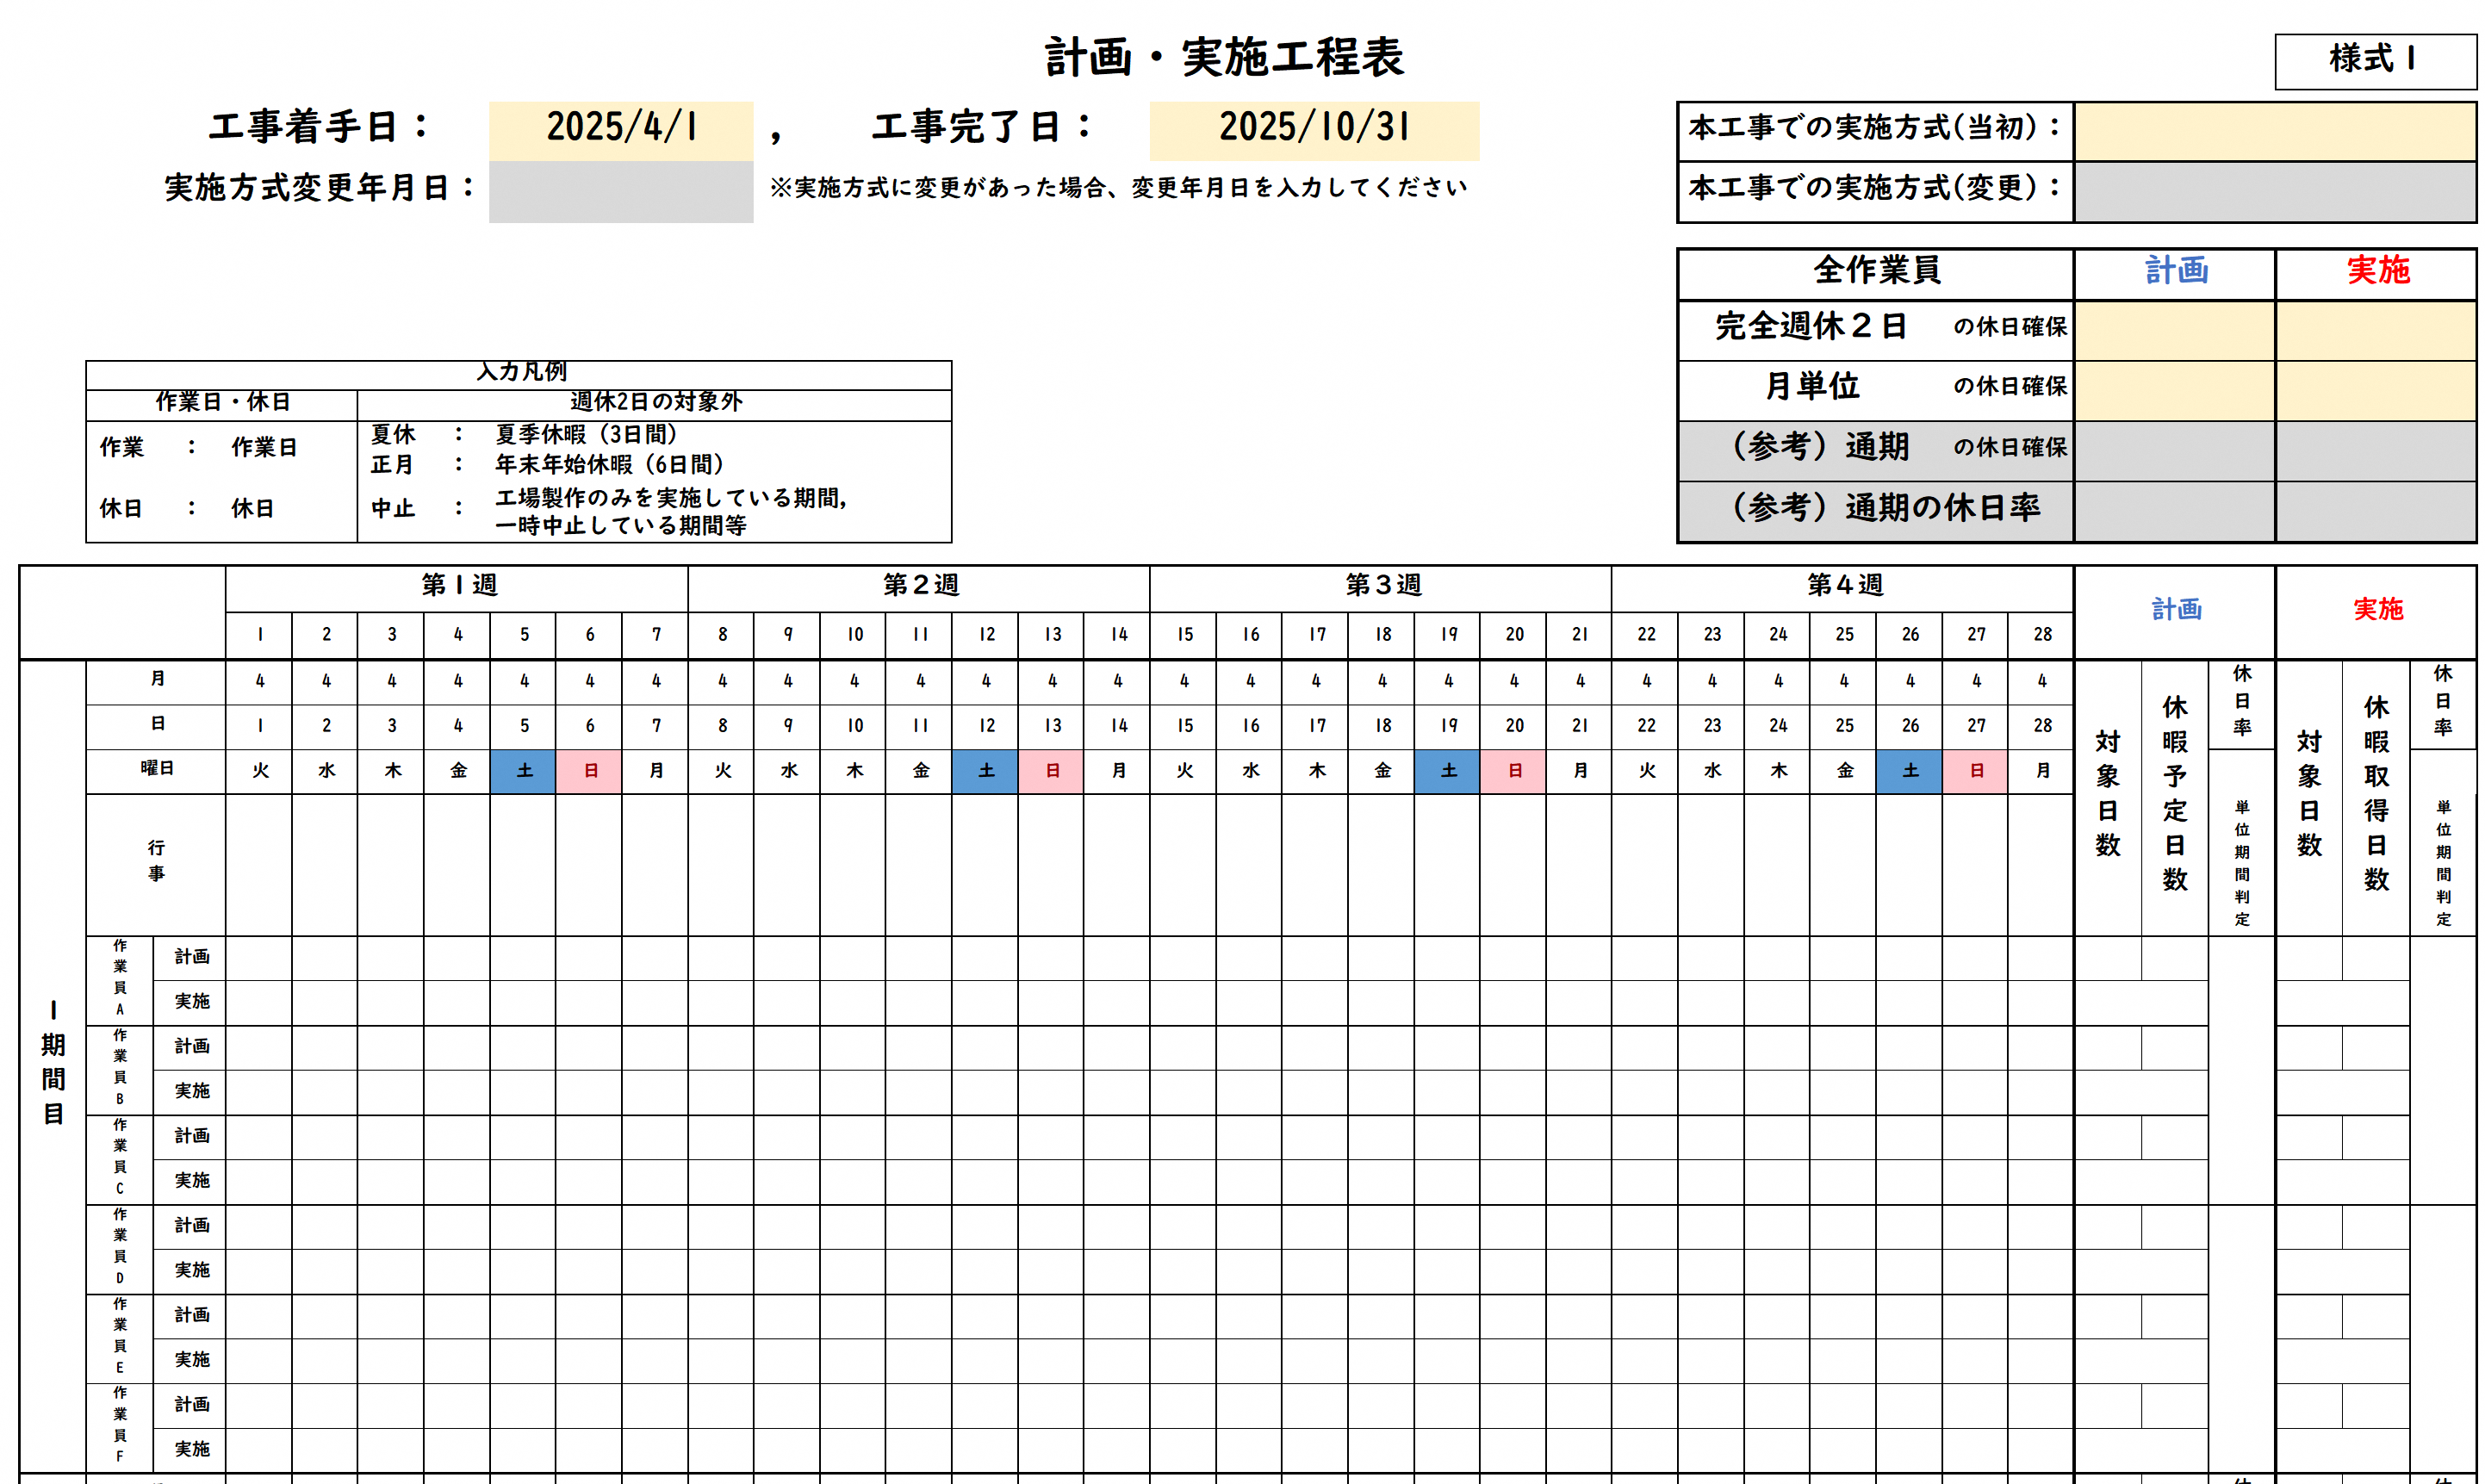 計画・実施工程表
様式1
工事着手日： 2025/4/1 ， 工事完了日： 2025/10/31
実施方式変更年月日： ※実施方式に変更があった場合、変更年月日を入力してください
本工事での実施方式(当初)：
本工事での実施方式(変更)：
全作業員 計画 実施
完全週休２日 の休日確保
月単位 の休日確保
（参考）通期 の休日確保
（参考）通期の休日率
入力凡例
作業日・休日 週休2日の対象外
作業 ： 作業日
休日 ： 休日
夏休 ： 夏季休暇（3日間）
正月 ： 年末年始休暇（6日間）
中止 ： 工場製作のみを実施している期間，
一時中止している期間等
第１週 第２週 第３週 第４週 計画 実施
1 2 3 4 5 6 7 8 9 10 11 12 13 14 15 16 17 18 19 20 21 22 23 24 25 26 27 28
月 4 4 4 4 4 4 4 4 4 4 4 4 4 4 4 4 4 4 4 4 4 4 4 4 4 4 4 4
日 1 2 3 4 5 6 7 8 9 10 11 12 13 14 15 16 17 18 19 20 21 22 23 24 25 26 27 28
曜日 火 水 木 金 土 日 月 火 水 木 金 土 日 月 火 水 木 金 土 日 月 火 水 木 金 土 日 月
対象日数
休暇予定日数
休日率
単位期間判定
対象日数
休暇取得日数
休日率
単位期間判定
行事
1期間目
作業員A 計画
実施
作業員B 計画
実施
作業員C 計画
実施
作業員D 計画
実施
作業員E 計画
実施
作業員F 計画
実施